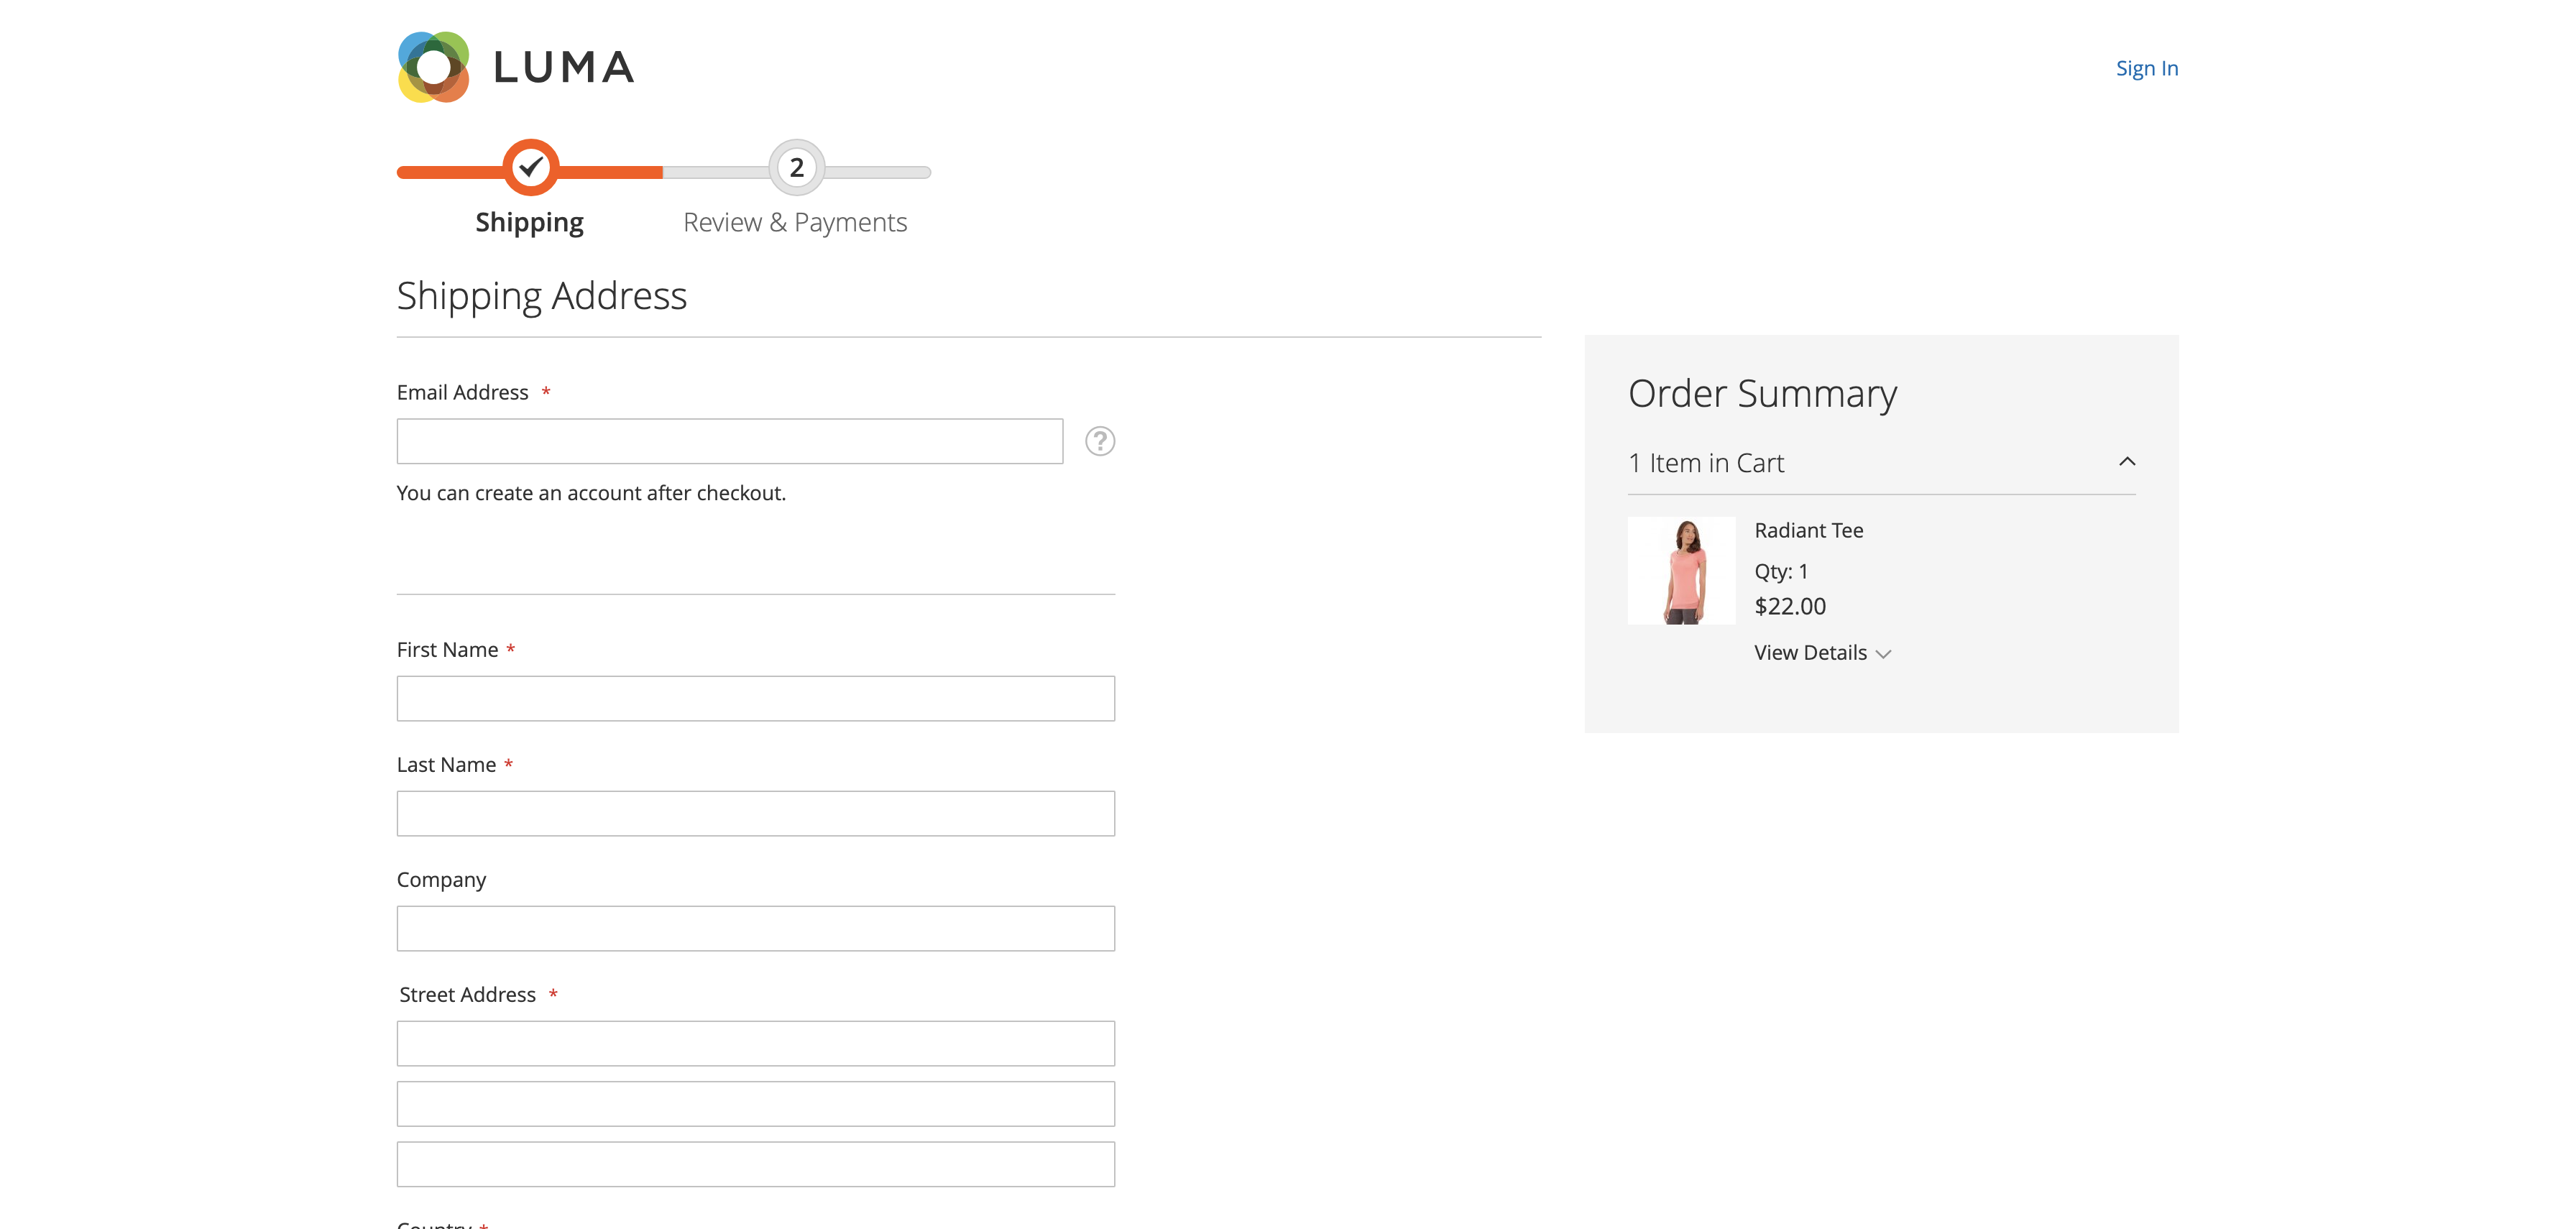 LUMA
Sign In
2
Shipping
Review & Payments
Shipping Address
Email Address *
?
You can create an account after checkout.
First Name *
Last Name *
Company
Street Address *
Country *
Order Summary
1 Item in Cart
Radiant Tee
Qty: 1
$22.00
View Details